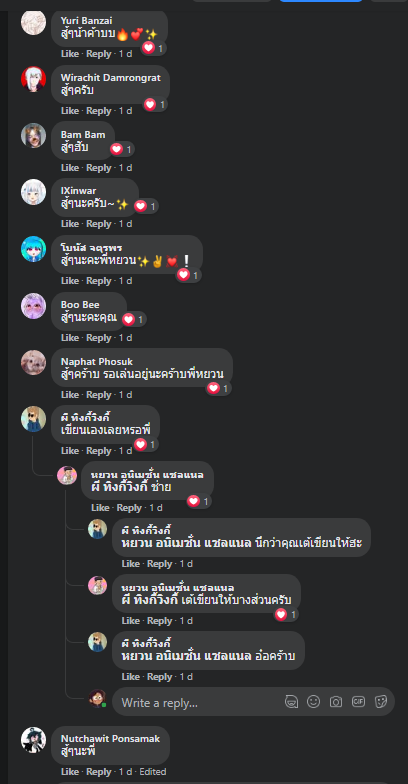 Yuri Banzai
สู้ๆน้าค้าบบ🔥💕✨
1
Like · Reply · 1 d
Wirachit Damrongrat
สู้ๆครับ
1
Like · Reply · 1 d
Bam Bam
สู้ๆฮับ
1
Like · Reply · 1 d
IXinwar
สู้ๆนะครับ~✨
1
Like · Reply · 1 d
โบนัส จตุรพร
สู้ๆนะคะพี่หยวน✨✌❤❕
1
Like · Reply · 1 d
Boo Bee
สู้ๆนะคะคุณ
1
Like · Reply · 1 d
Naphat Phosuk
สู้ๆคร้าบ รอเล่นอยู่นะคร้าบพี่หยวน
1
Like · Reply · 1 d
ผี ทิงกี้วิงกี้
เขียนเองเลยหรอพี่
1
Like · Reply · 1 d
หยวน อนิเมชั่น แชลแนล
ผี ทิงกี้วิงกี้ ช่าย
1
Like · Reply · 1 d
ผี ทิงกี้วิงกี้
หยวน อนิเมชั่น แชลแนล นึกว่าคุณเต้เขียนให้สะ
Like · Reply · 1 d
หยวน อนิเมชั่น แชลแนล
ผี ทิงกี้วิงกี้ เต้เขียนให้บางส่วนครับ
1
Like · Reply · 1 d
ผี ทิงกี้วิงกี้
หยวน อนิเมชั่น แชลแนล อ๋อคร้าบ
Like · Reply · 1 d
Write a reply...
GIF
Nutchawit Ponsamak
สู้ๆนะพี่
Like · Reply · 1 d · Edited